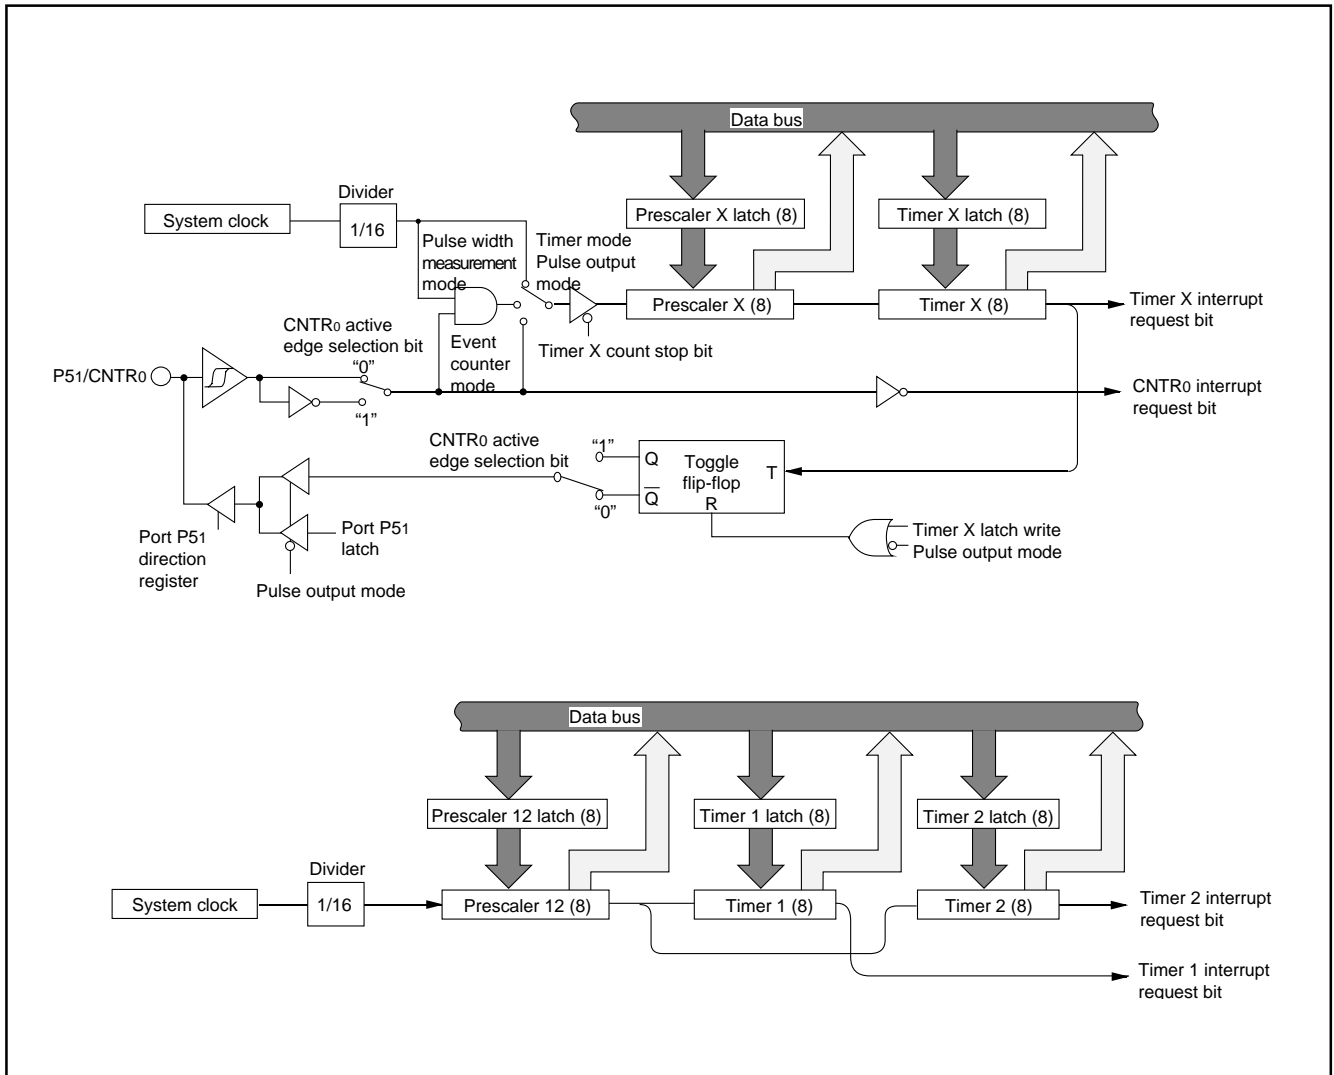 Data bus
Divider
System clock
1/16
Prescaler X latch (8)
Timer X latch (8)
Pulse width
measurement
mode
Timer mode
Pulse output
mode
Prescaler X (8)
Timer X (8)
Timer X interrupt
request bit
CNTR0 active
edge selection bit
“0”
Event
counter
mode
Timer X count stop bit
P51/CNTR0
“1”
CNTR0 interrupt
request bit
CNTR0 active
edge selection bit
“1”
Q
Toggle
flip-flop
T
Q̅
R
“0”
Port P51
direction
register
Port P51
latch
Pulse output mode
Timer X latch write
Pulse output mode
Data bus
Prescaler 12 latch (8)
Timer 1 latch (8)
Timer 2 latch (8)
Divider
System clock
1/16
Prescaler 12 (8)
Timer 1 (8)
Timer 2 (8)
Timer 2 interrupt
request bit
Timer 1 interrupt
request bit